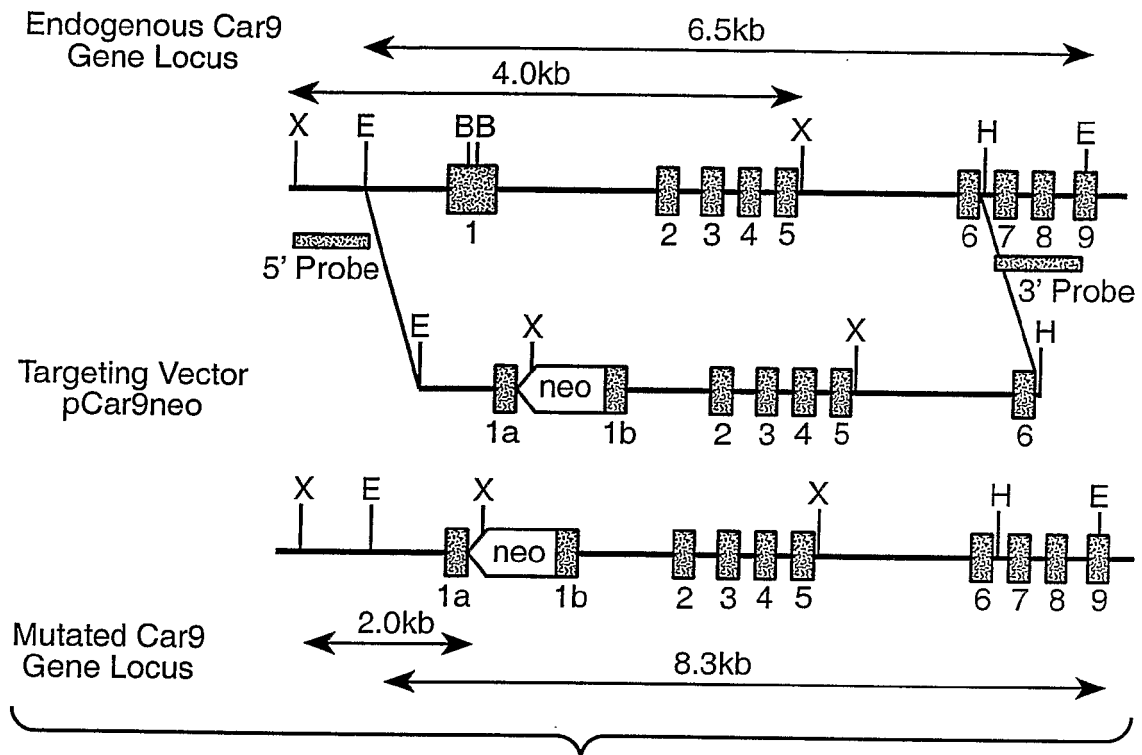 Endogenous Car9
Gene Locus
6.5kb
4.0kb
X E BB X H E
1 2 3 4 5 6 7 8 9
5' Probe
3' Probe
Targeting Vector
pCar9neo
E X X H
neo
1a 1b 2 3 4 5 6
X E X X H E
neo
1a 1b 2 3 4 5 6 7 8 9
Mutated Car9
Gene Locus
2.0kb
8.3kb